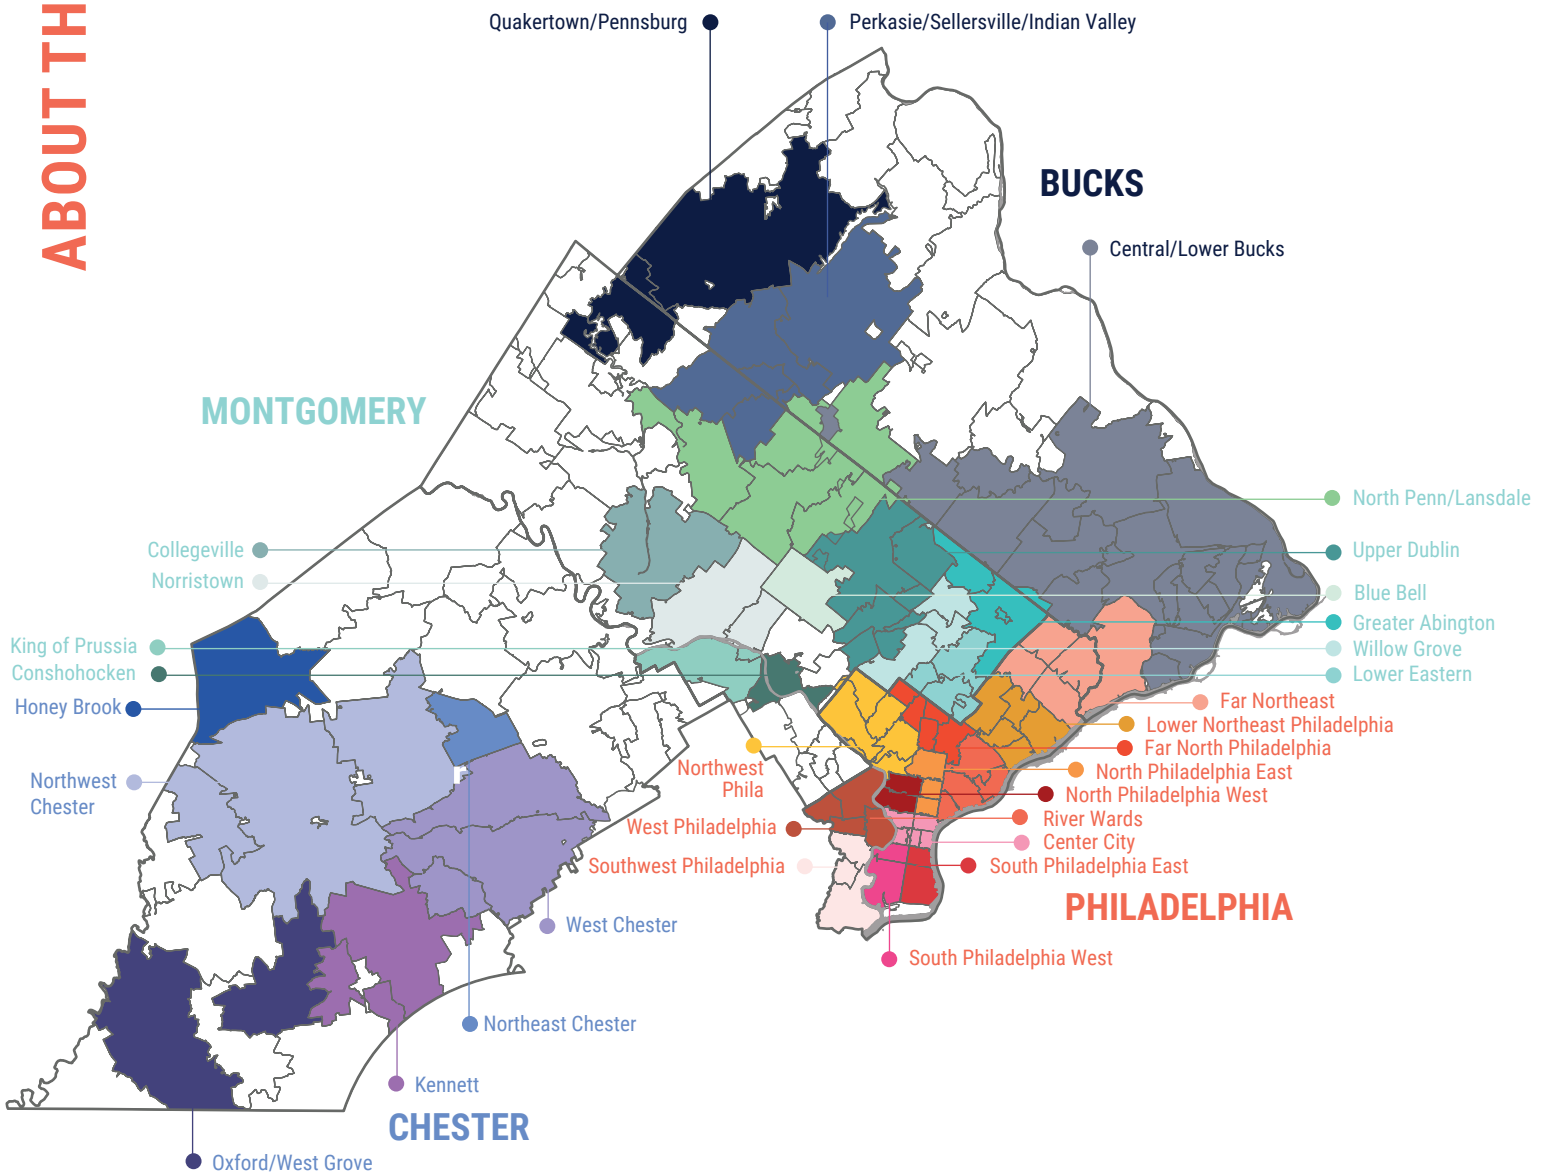 ABOUT TH
Quakertown/Pennsburg
Perkasie/Sellersville/Indian Valley
BUCKS
Central/Lower Bucks
MONTGOMERY
North Penn/Lansdale
Collegeville
Upper Dublin
Norristown
Blue Bell
Greater Abington
King of Prussia
Willow Grove
Conshohocken
Lower Eastern
Honey Brook
Far Northeast
Lower Northeast Philadelphia
Far North Philadelphia
Northwest
Phila
North Philadelphia East
Northwest
Chester
North Philadelphia West
River Wards
West Philadelphia
Center City
Southwest Philadelphia
South Philadelphia East
PHILADELPHIA
West Chester
South Philadelphia West
Northeast Chester
Kennett
CHESTER
Oxford/West Grove